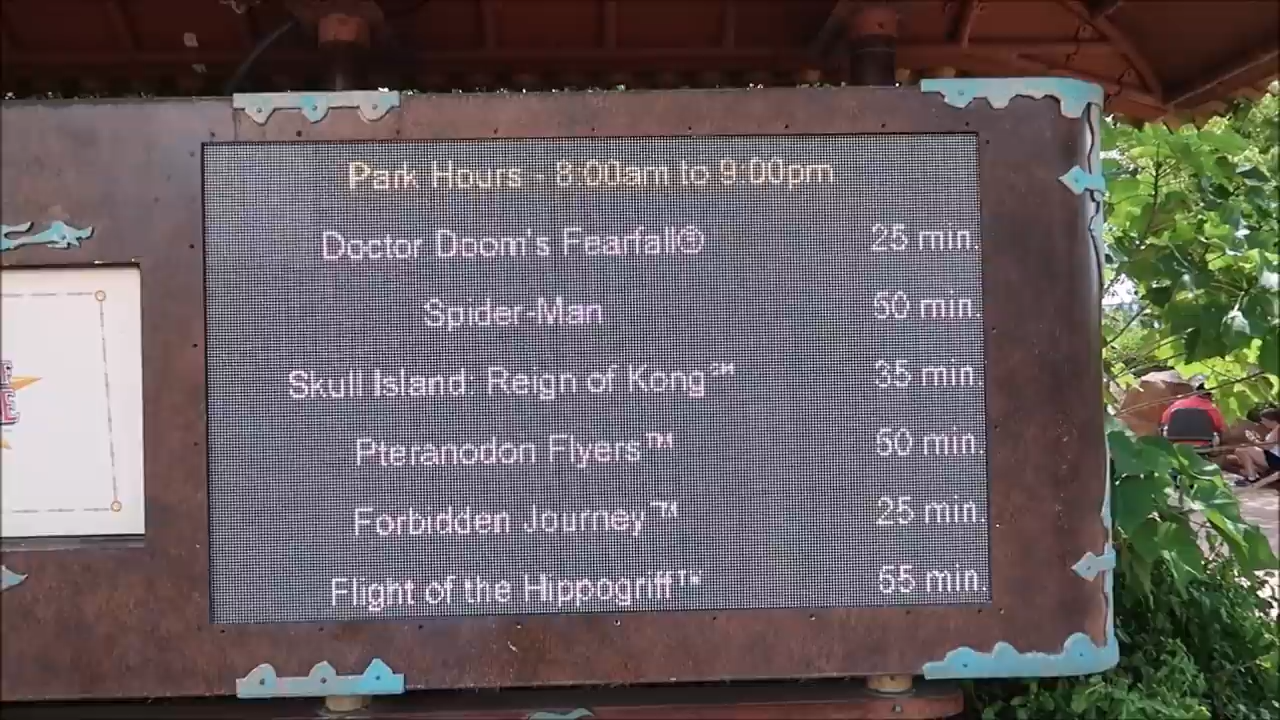 Park Hours - 8:00am to 9:00pm
Doctor Doom's Fearfall® 25 min.
Spider-Man 50 min.
Skull Island: Reign of Kong℠ 35 min.
Pteranodon Flyers™ 50 min.
Forbidden Journey™ 25 min.
Flight of the Hippogriff™ 55 min.